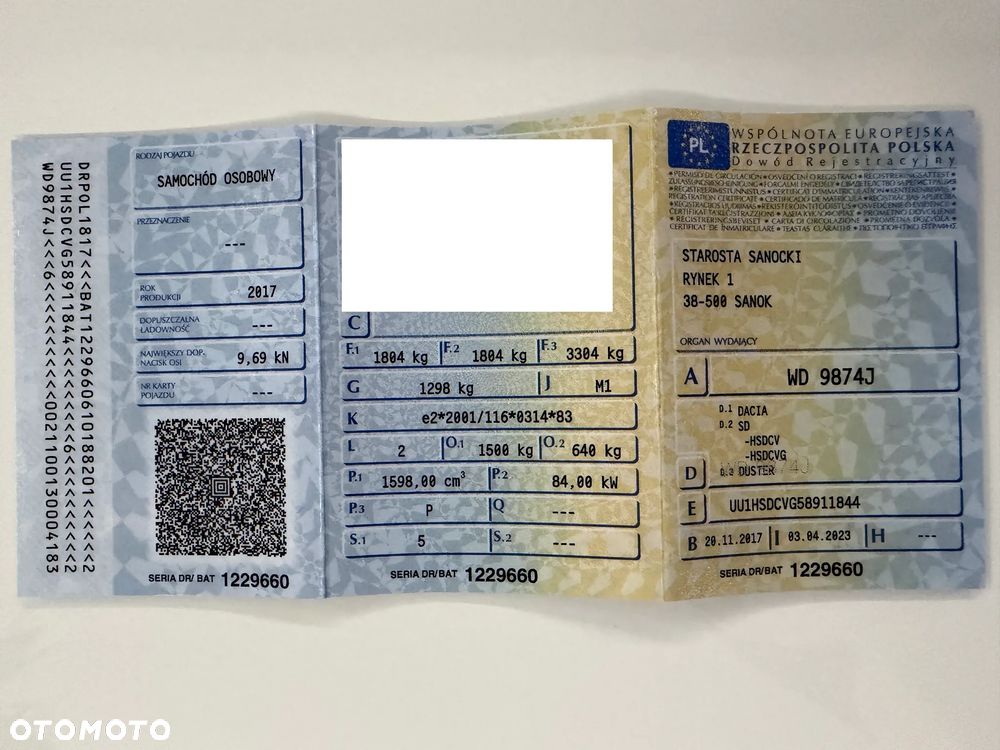 DRPOL1817<<<BAT1229660610188201<<<<<<2
UU1HSDCVG58911844<<<<<<<6<<<<<<<<<<<<2
WD9874J<<<6<<<<<<<<<<<<00211001300004183
RODZAJ POJAZDU
SAMOCHÓD OSOBOWY
PRZEZNACZENIE
---
ROK PRODUKCJI
2017
DOPUSZCZALNA ŁADOWNOŚĆ
---
NAJWIĘKSZY DOP. NACISK OSI
9,69 kN
NR KARTY POJAZDU
---
SERIA DR/ BAT 1229660
C
F.1 1804 kg F.2 1804 kg F.3 3304 kg
G 1298 kg J M1
K e2*2001/116*0314*83
L 2 O.1 1500 kg O.2 640 kg
P.1 1598,00 cm³ P.2 84,00 kW
P.3 P Q ---
S.1 5 S.2 ---
SERIA DR/BAT 1229660
PL
WSPÓLNOTA EUROPEJSKA
RZECZPOSPOLITA POLSKA
Dowód Rejestracyjny
STAROSTA SANOCKI
RYNEK 1
38-500 SANOK
ORGAN WYDAJĄCY
A WD 9874J
D.1 DACIA
D.2 SD
-HSDCV
-HSDCVG
D D.3 DUSTER
E UU1HSDCVG58911844
B 20.11.2017 I 03.04.2023 H ---
SERIA DR/BAT 1229660
OTOMOTO